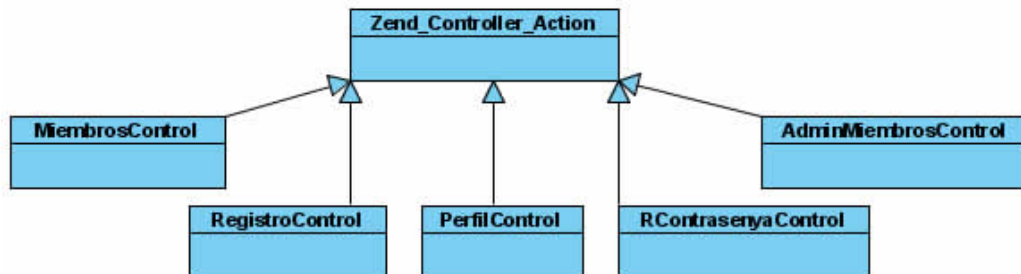 Zend_Controller_Action
MiembrosControl
AdminMiembrosControl
RegistroControl
PerfilControl
RContrasenyaControl